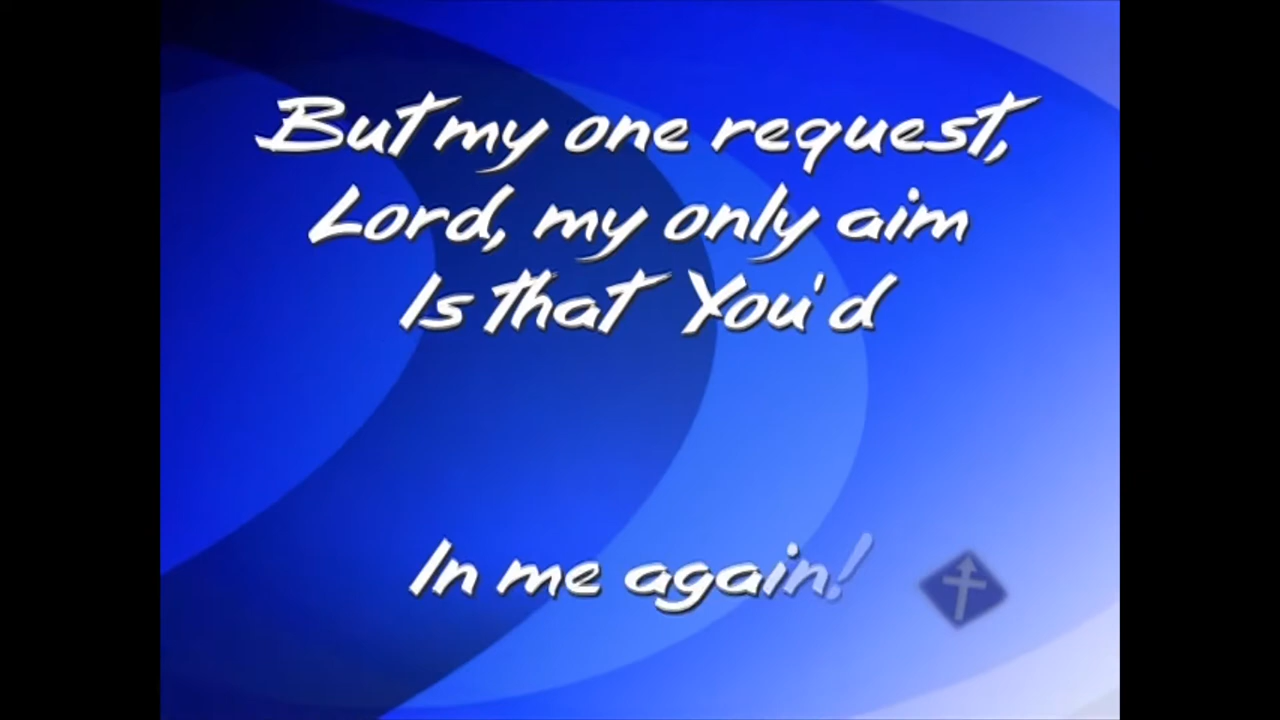 But my one request,
Lord, my only aim
Is that You'd
In me again!